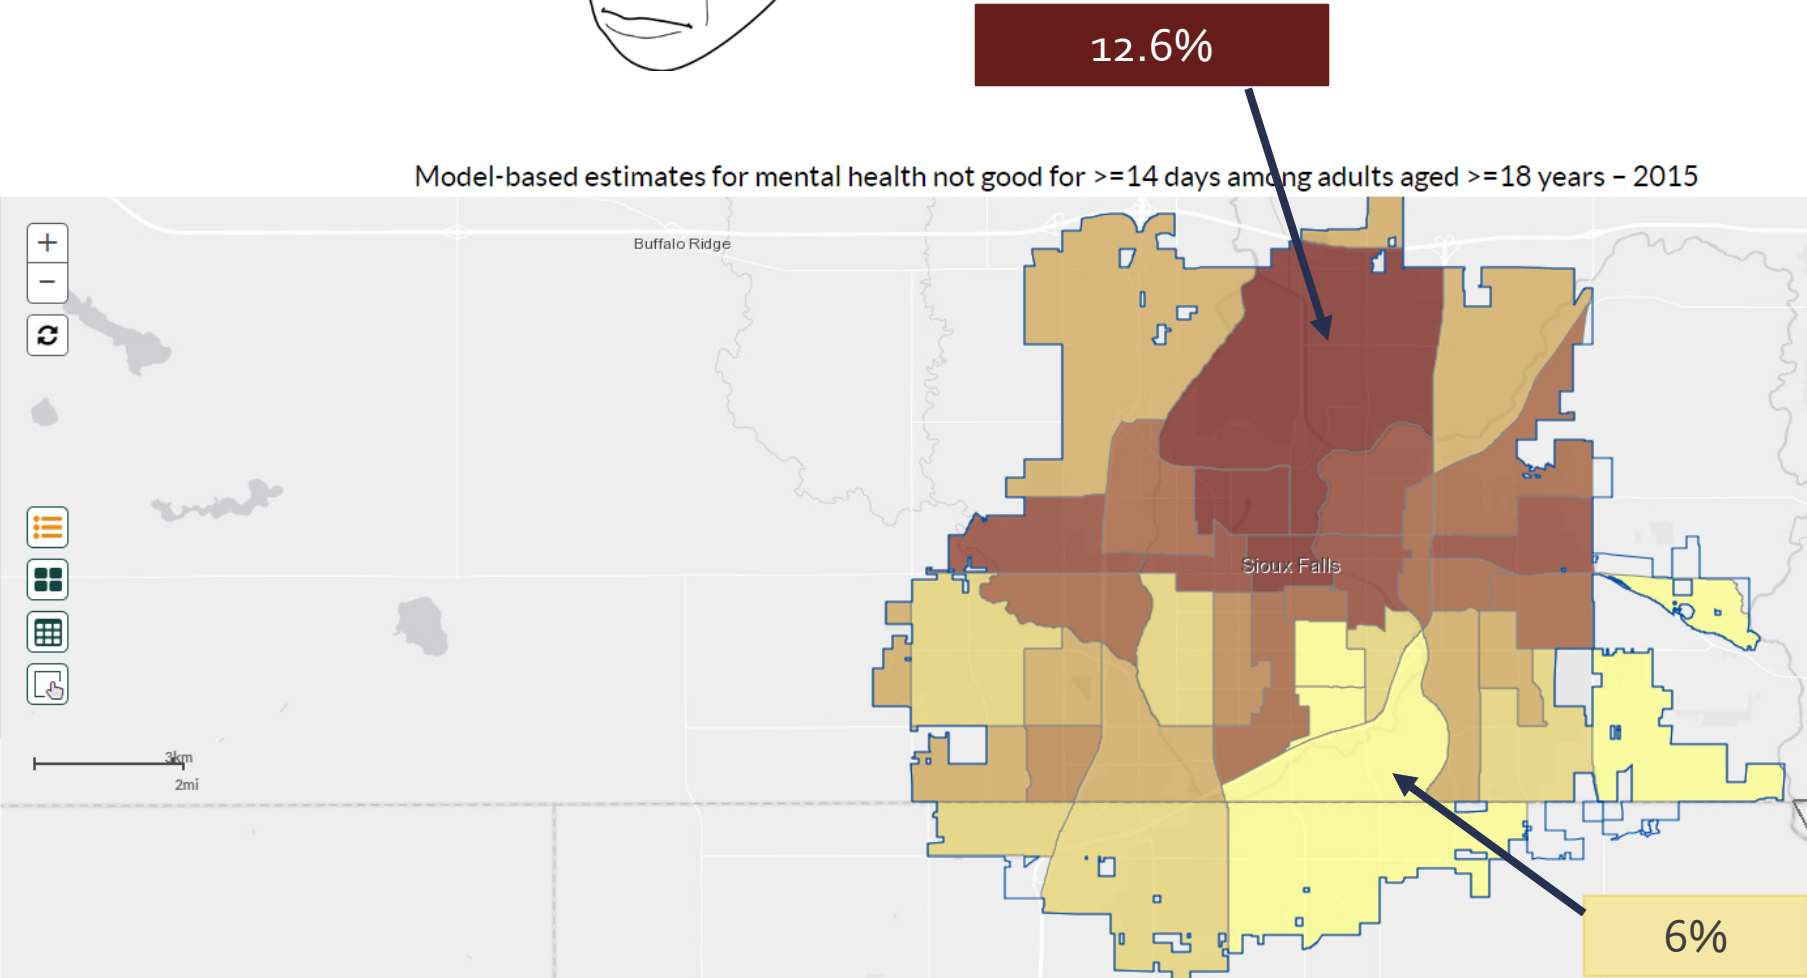 12.6%
Model-based estimates for mental health not good for >=14 days among adults aged >=18 years – 2015
+
Buffalo Ridge
−
Sioux Falls
3km
2mi
6%